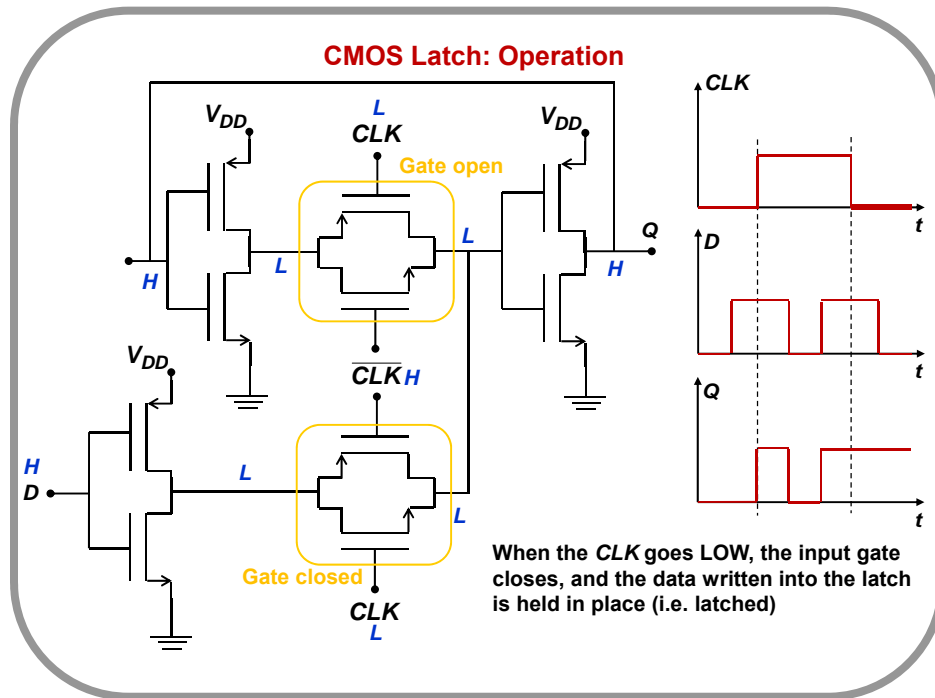 CMOS Latch: Operation
L
CLK
CLK
V_DD
V_DD
Gate open
L
Q
L
H
H
t
D
V_DD
C̅L̅K̅ H
t
Q
H
L
D
L
t
Gate closed
CLK
L
When the CLK goes LOW, the input gate
closes, and the data written into the latch
is held in place (i.e. latched)